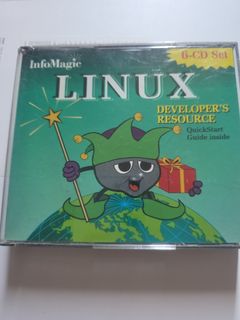 6-CD Set
InfoMagic
LINUX
DEVELOPER'S
RESOURCE
QuickStart
Guide inside